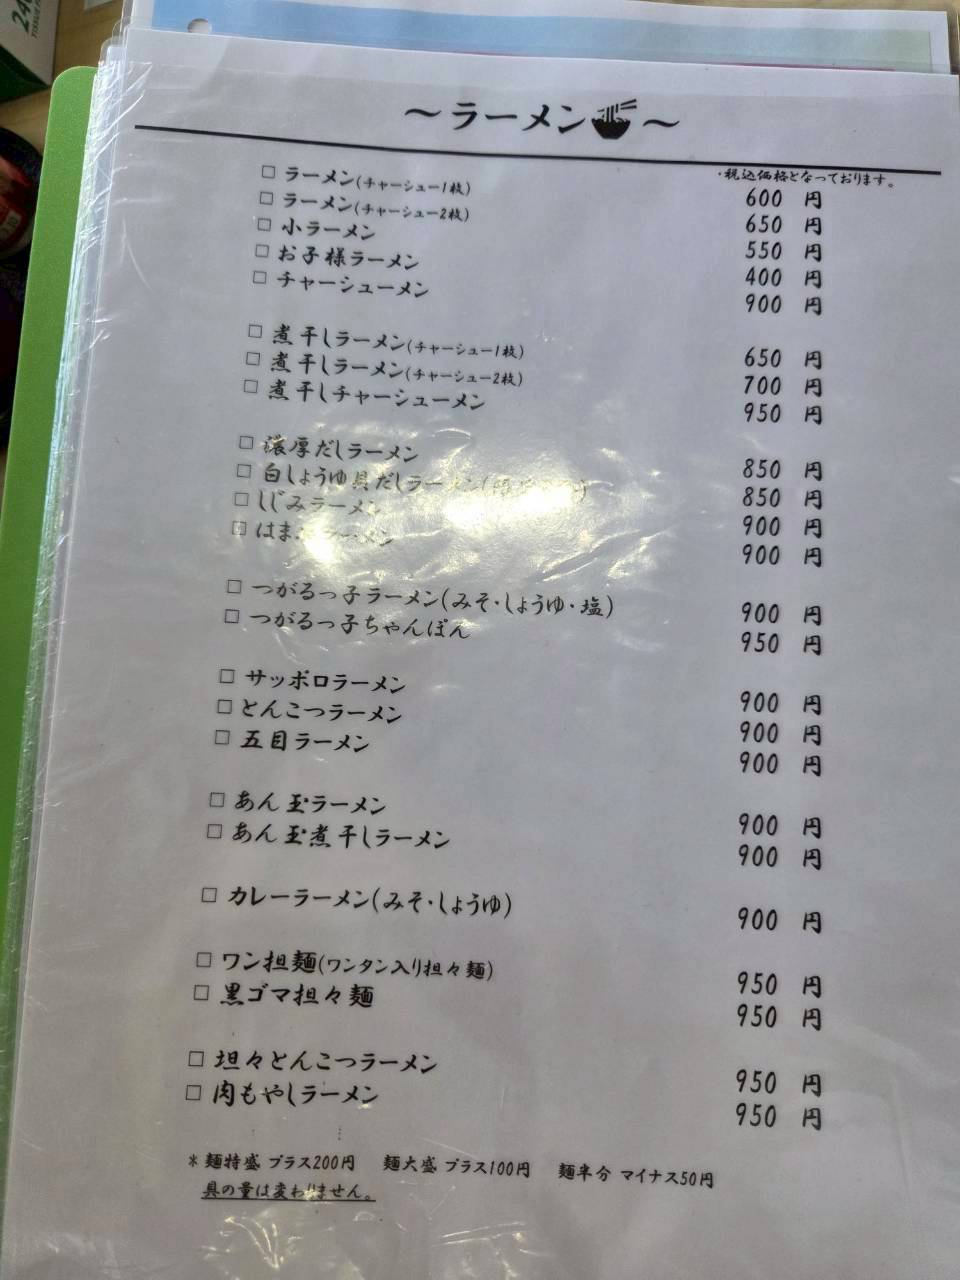 24
～ラーメン～
・税込価格となっております。
□ ラーメン(チャーシュー1枚) 600 円
□ ラーメン(チャーシュー2枚) 650 円
□ 小ラーメン 550 円
□ お子様ラーメン 400 円
□ チャーシューメン 900 円
□ 煮干しラーメン(チャーシュー1枚) 650 円
□ 煮干しラーメン(チャーシュー2枚) 700 円
□ 煮干しチャーシューメン 950 円
□ 濃厚だしラーメン 850 円
□ 白しょうゆ貝だしラーメン 850 円
□ しじみラーメン 900 円
□ はま ラーメン 900 円
□ つがるっ子ラーメン(みそ・しょうゆ・塩) 900 円
□ つがるっ子ちゃんぽん 950 円
□ サッポロラーメン 900 円
□ とんこつラーメン 900 円
□ 五目ラーメン 900 円
□ あん玉ラーメン 900 円
□ あん玉煮干しラーメン 900 円
□ カレーラーメン(みそ・しょうゆ) 900 円
□ ワン担麺(ワンタン入り担々麺) 950 円
□ 黒ゴマ担々麺 950 円
□ 坦々とんこつラーメン 950 円
□ 肉もやしラーメン 950 円
＊麺特盛 プラス200円 麺大盛 プラス100円 麺半分 マイナス50円
具の量は変わりません。